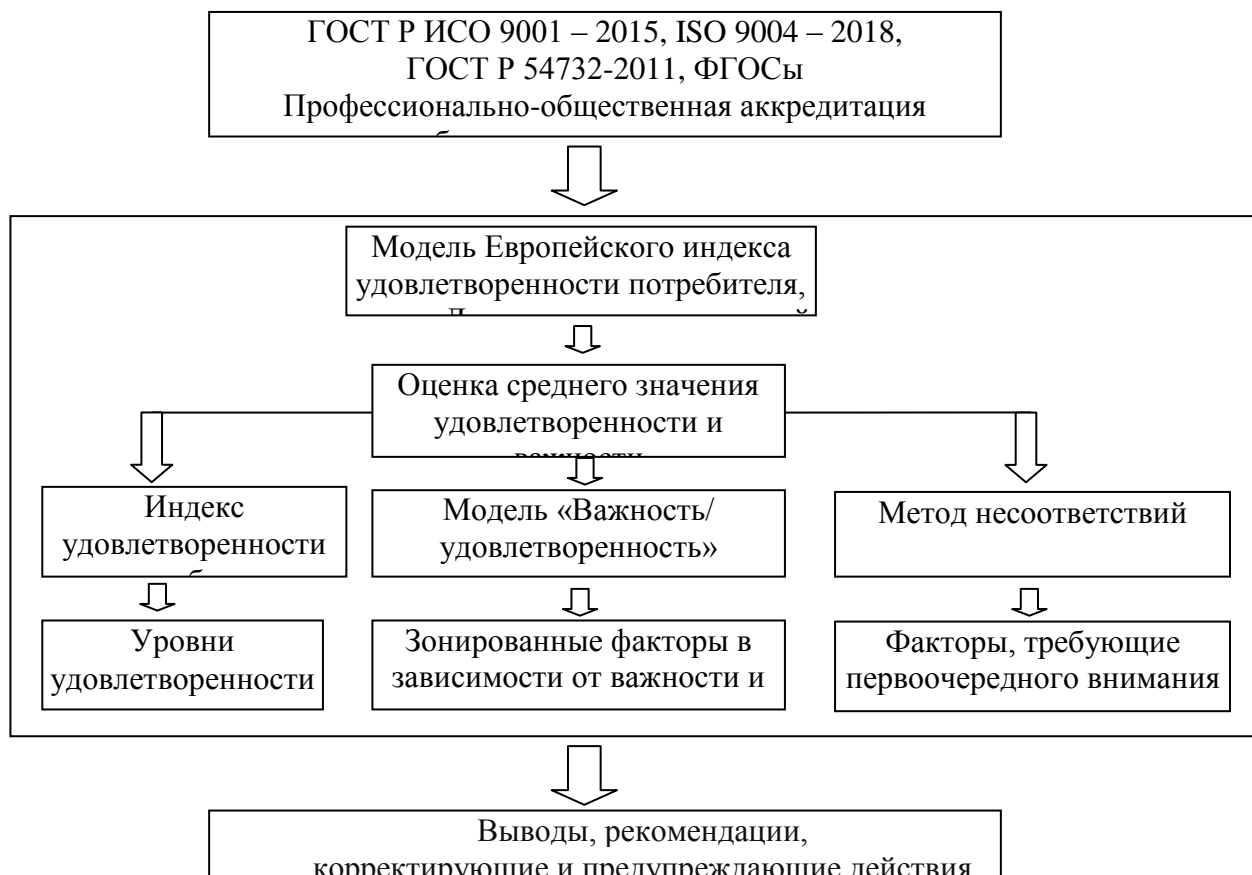 ГОСТ Р ИСО 9001 – 2015, ISO 9004 – 2018,
ГОСТ Р 54732-2011, ФГОСы
Профессионально-общественная аккредитация
Модель Европейского индекса
удовлетворенности потребителя,
Оценка среднего значения
удовлетворенности и
важности
Индекс
удовлетворенности
Модель «Важность/
удовлетворенность»
Метод несоответствий
Уровни
удовлетворенности
Зонированные факторы в
зависимости от важности и
Факторы, требующие
первоочередного внимания
Выводы, рекомендации,
корректирующие и предупреждающие действия